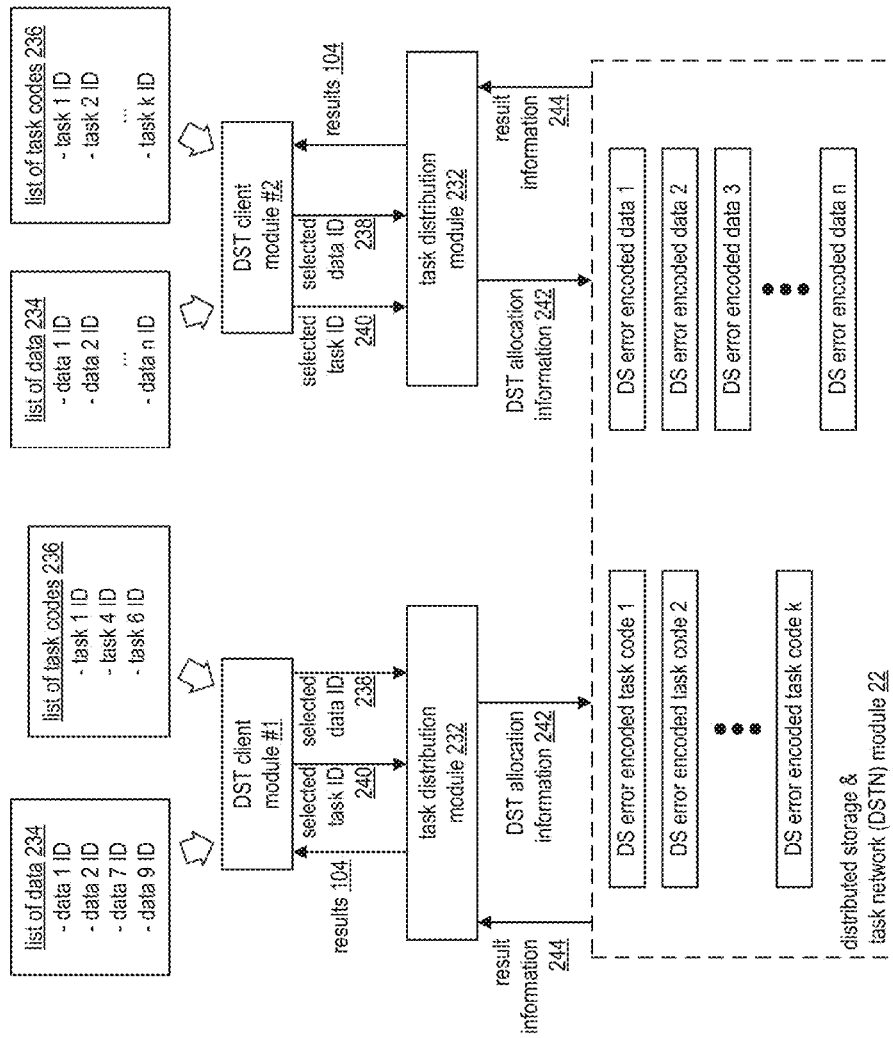 list of data 234
- data 1 ID
- data 2 ID
- data 7 ID
- data 9 ID
list of task codes 236
- task 1 ID
- task 4 ID
- task 6 ID
DST client
module #1
results 104
selected
task ID
240
selected
data ID
238
task distribution
module 232
result
information
244
DST allocation
information 242
list of data 234
- data 1 ID
- data 2 ID
...
- data n ID
list of task codes 236
- task 1 ID
- task 2 ID
...
- task k ID
DST client
module #2
selected
task ID
240
selected
data ID
238
results 104
task distribution
module 232
DST allocation
information 242
result
information
244
DS error encoded task code 1
DS error encoded task code 2
DS error encoded task code k
DS error encoded data 1
DS error encoded data 2
DS error encoded data 3
DS error encoded data n
distributed storage &
task network (DSTN) module 22